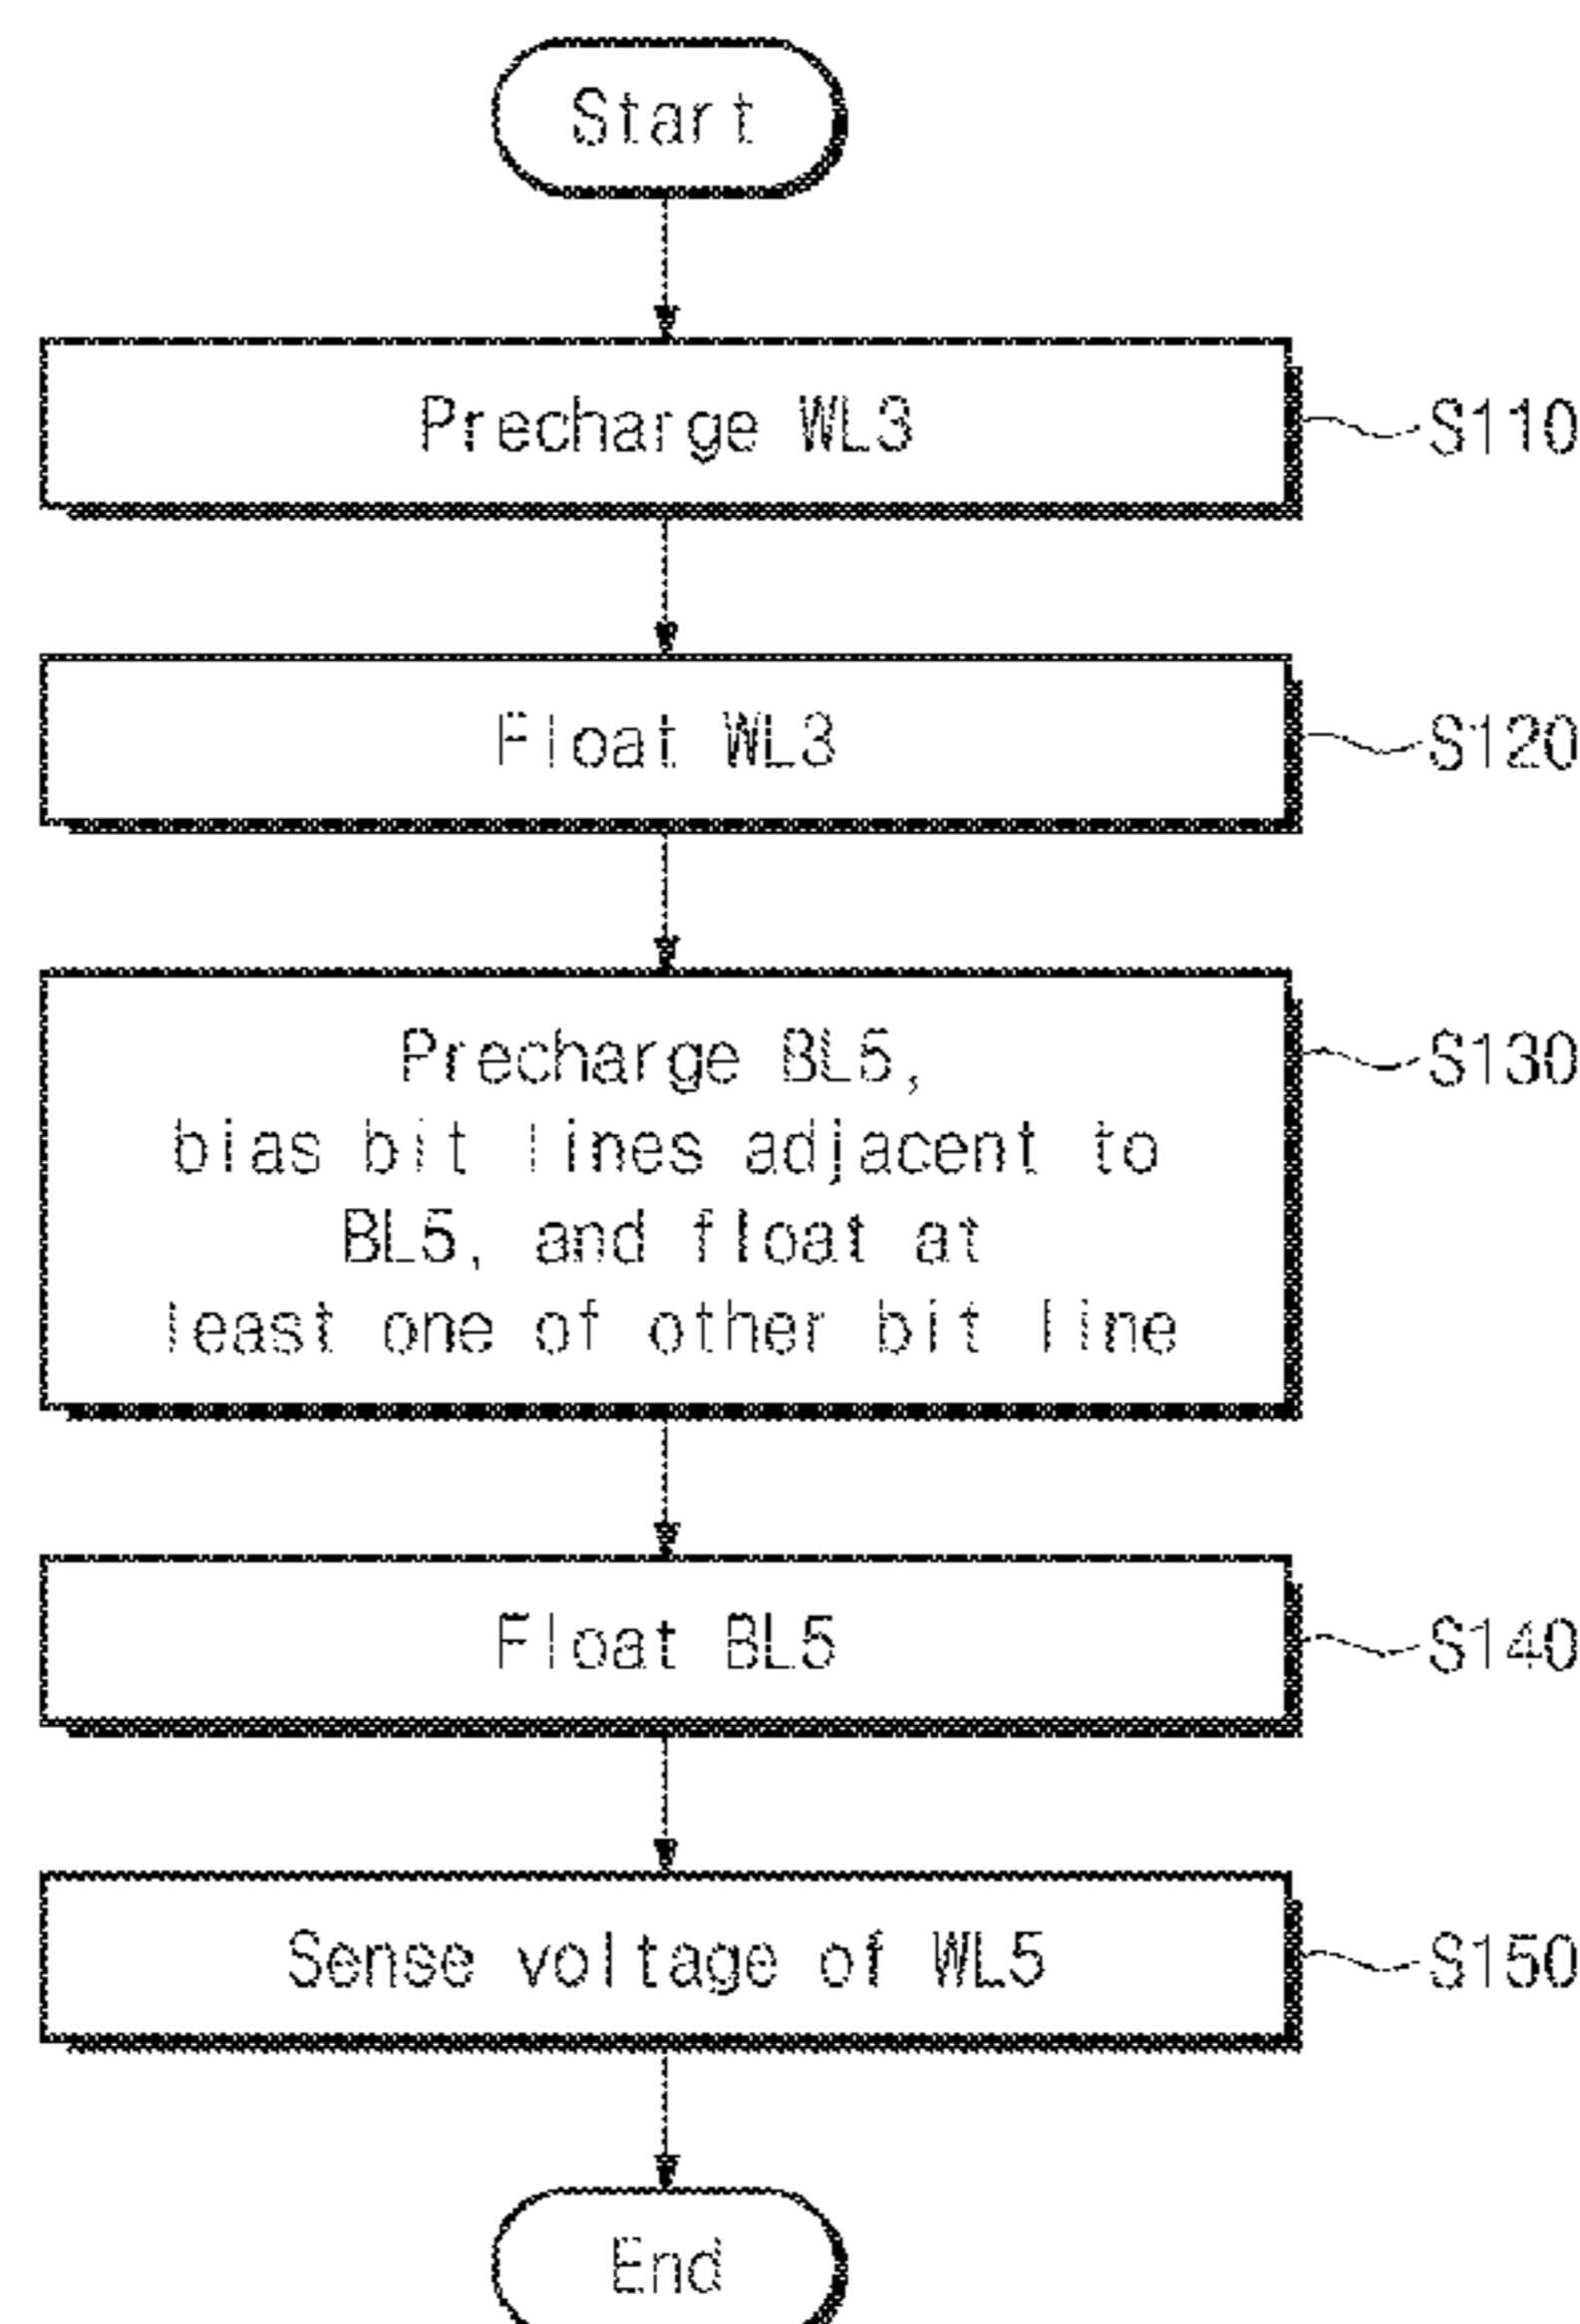 Start
Precharge WL3
S110
Float WL3
S120
Precharge BL5,
bias bit lines adjacent to
BL5, and float at
least one of other bit line
S130
Float BL5
S140
Sense voltage of WL5
S150
End